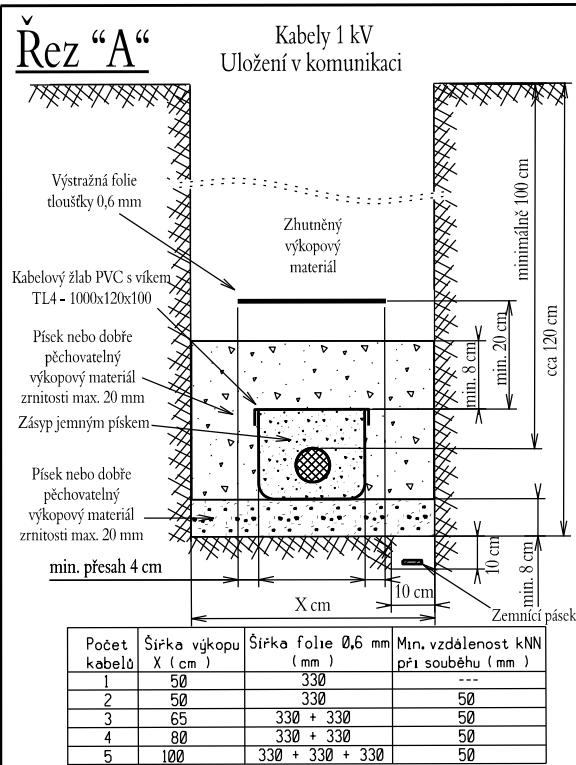 Řez “A“
Kabely 1 kV
Uložení v komunikaci
Výstražná folie
tloušťky 0,6 mm
Zhutněný
výkopový
materiál
Kabelový žlab PVC s víkem
TL4 - 1000x120x100
Písek nebo dobře
pěchovatelný
výkopový materiál
zrnitosti max. 20 mm
Zásyp jemným pískem
Písek nebo dobře
pěchovatelný
výkopový materiál
zrnitosti max. 20 mm
min. přesah 4 cm
X cm
10 cm
Zemnící pásek
min. 8 cm
min. 20 cm
minimálně 100 cm
cca 120 cm
10 cm
min. 8 cm
Počet kabelů | Šířka výkopu X ( cm ) | Šířka folie 0,6 mm ( mm ) | Min. vzdálenost kNN při souběhu ( mm )
1 50 330 ---
2 50 330 50
3 65 330 + 330 50
4 80 330 + 330 50
5 100 330 + 330 + 330 50